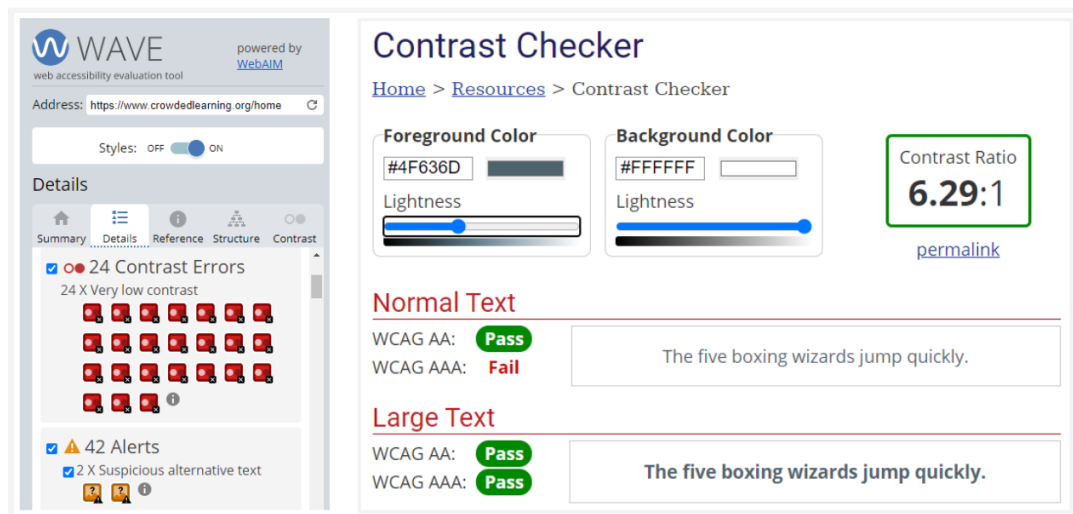 WAVE
powered by
WebAIM
web accessibility evaluation tool
Address: https://www.crowdedlearning.org/home
Styles: OFF ON
Details
Summary Details Reference Structure Contrast
24 Contrast Errors
24 X Very low contrast
42 Alerts
2 X Suspicious alternative text
Contrast Checker
Home > Resources > Contrast Checker
Foreground Color
#4F636D
Lightness
Background Color
#FFFFFF
Lightness
Contrast Ratio
6.29:1
permalink
Normal Text
WCAG AA: Pass
WCAG AAA: Fail
The five boxing wizards jump quickly.
Large Text
WCAG AA: Pass
WCAG AAA: Pass
The five boxing wizards jump quickly.